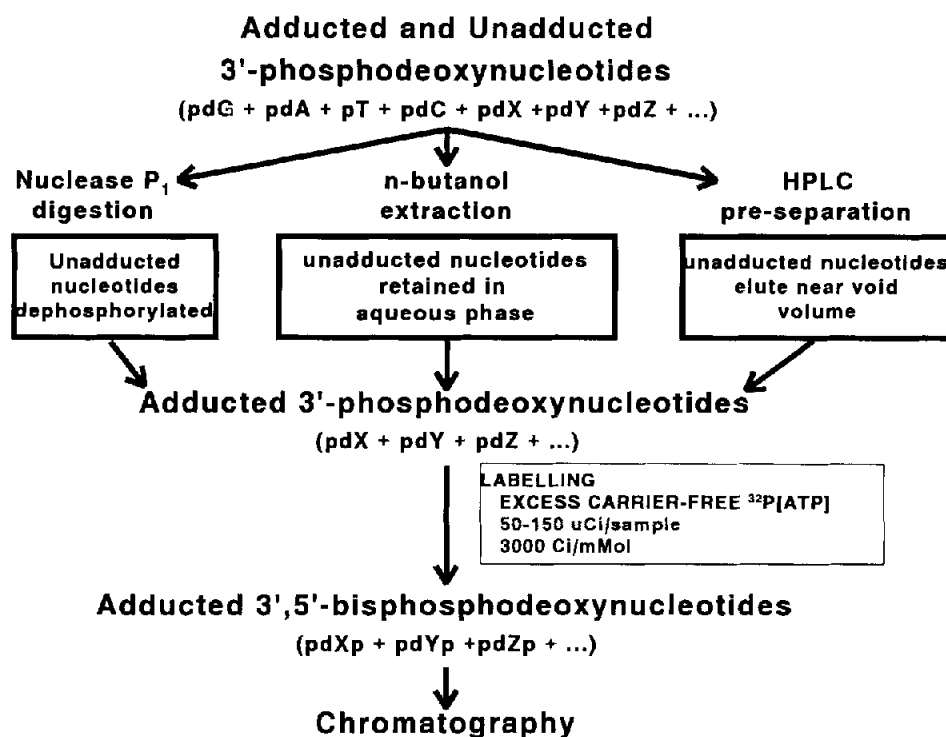 Adducted and Unadducted
3'-phosphodeoxynucleotides
(pdG + pdA + pT + pdC + pdX +pdY +pdZ + ...)
Nuclease P1
digestion
n-butanol
extraction
HPLC
pre-separation
Unadducted
nucleotides
dephosphorylated
unadducted nucleotides
retained in
aqueous phase
unadducted nucleotides
elute near void
volume
Adducted 3'-phosphodeoxynucleotides
(pdX + pdY + pdZ + ...)
LABELLING
EXCESS CARRIER-FREE ³²P[ATP]
50-150 uCi/sample
3000 Ci/mMol
Adducted 3',5'-bisphosphodeoxynucleotides
(pdXp + pdYp +pdZp + ...)
Chromatography